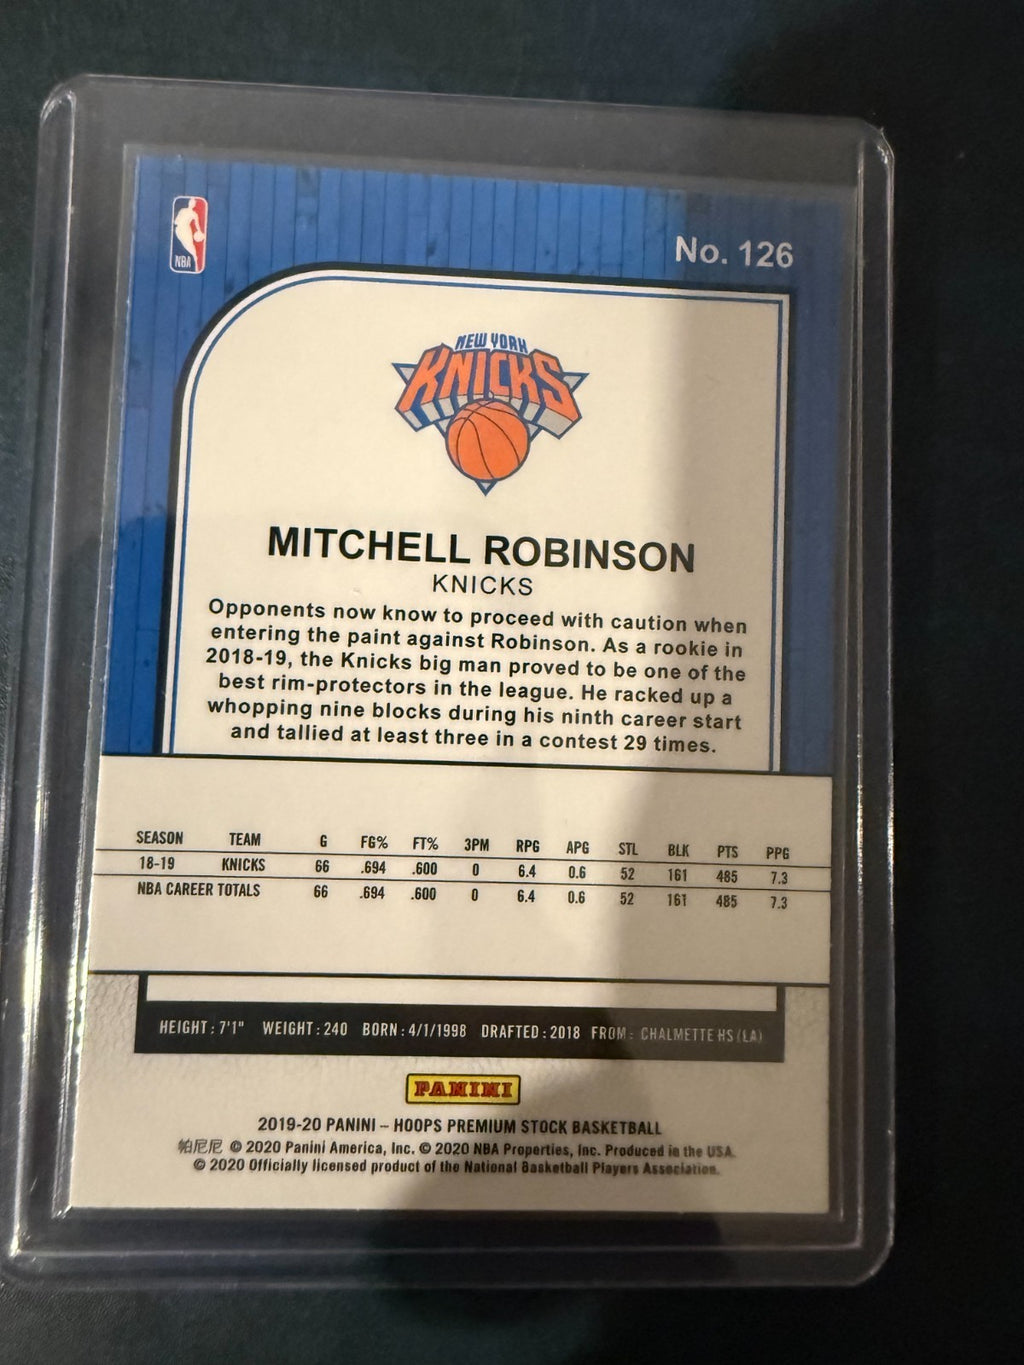 NBA
No. 126
NEW YORK
KNICKS
MITCHELL ROBINSON
KNICKS
Opponents now know to proceed with caution when
entering the paint against Robinson. As a rookie in
2018-19, the Knicks big man proved to be one of the
best rim-protectors in the league. He racked up a
whopping nine blocks during his ninth career start
and tallied at least three in a contest 29 times.
SEASON TEAM G FG% FT% 3PM RPG APG STL BLK PTS PPG
18-19 KNICKS 66 .694 .600 0 6.4 0.6 52 161 485 7.3
NBA CAREER TOTALS 66 .694 .600 0 6.4 0.6 52 161 485 7.3
HEIGHT: 7'1" WEIGHT: 240 BORN: 4/1/1998 DRAFTED: 2018 FROM: CHALMETTE HS (LA)
PANINI
2019-20 PANINI – HOOPS PREMIUM STOCK BASKETBALL
帕尼尼 © 2020 Panini America, Inc. © 2020 NBA Properties, Inc. Produced in the USA.
© 2020 Officially licensed product of the National Basketball Players Association.